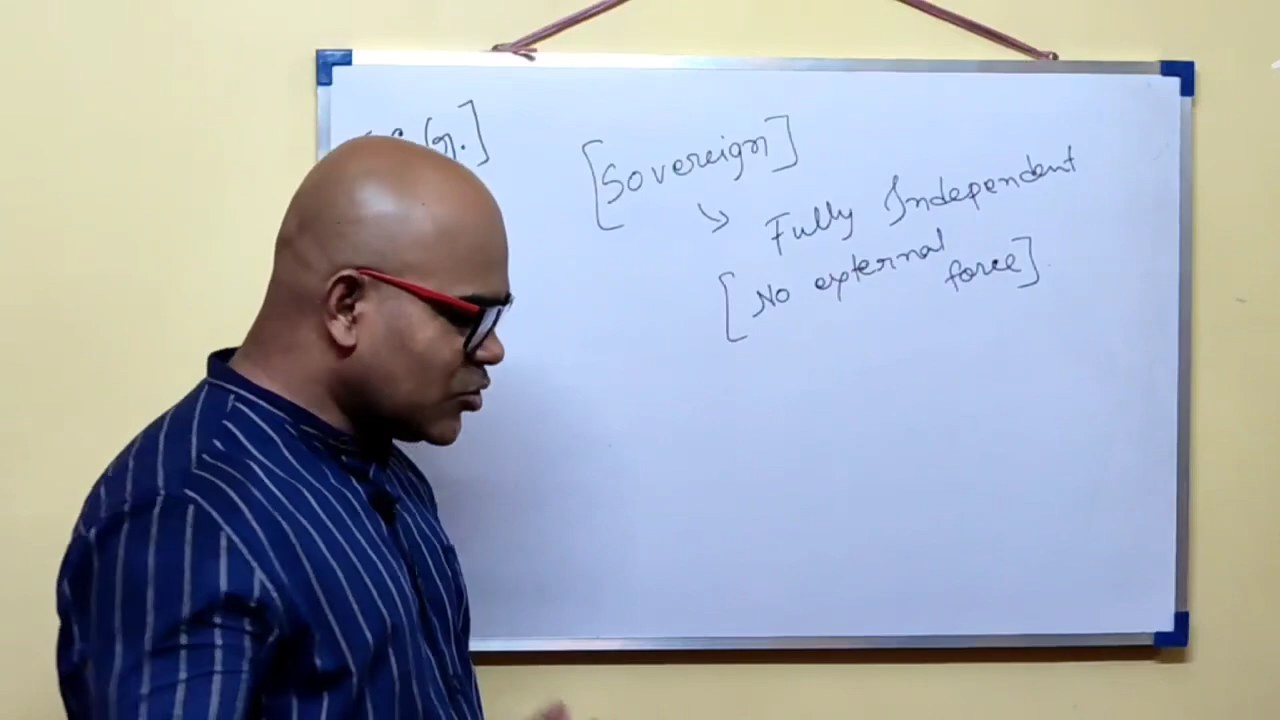 [Sovereign]
↘ Fully Independent
[No external
force]